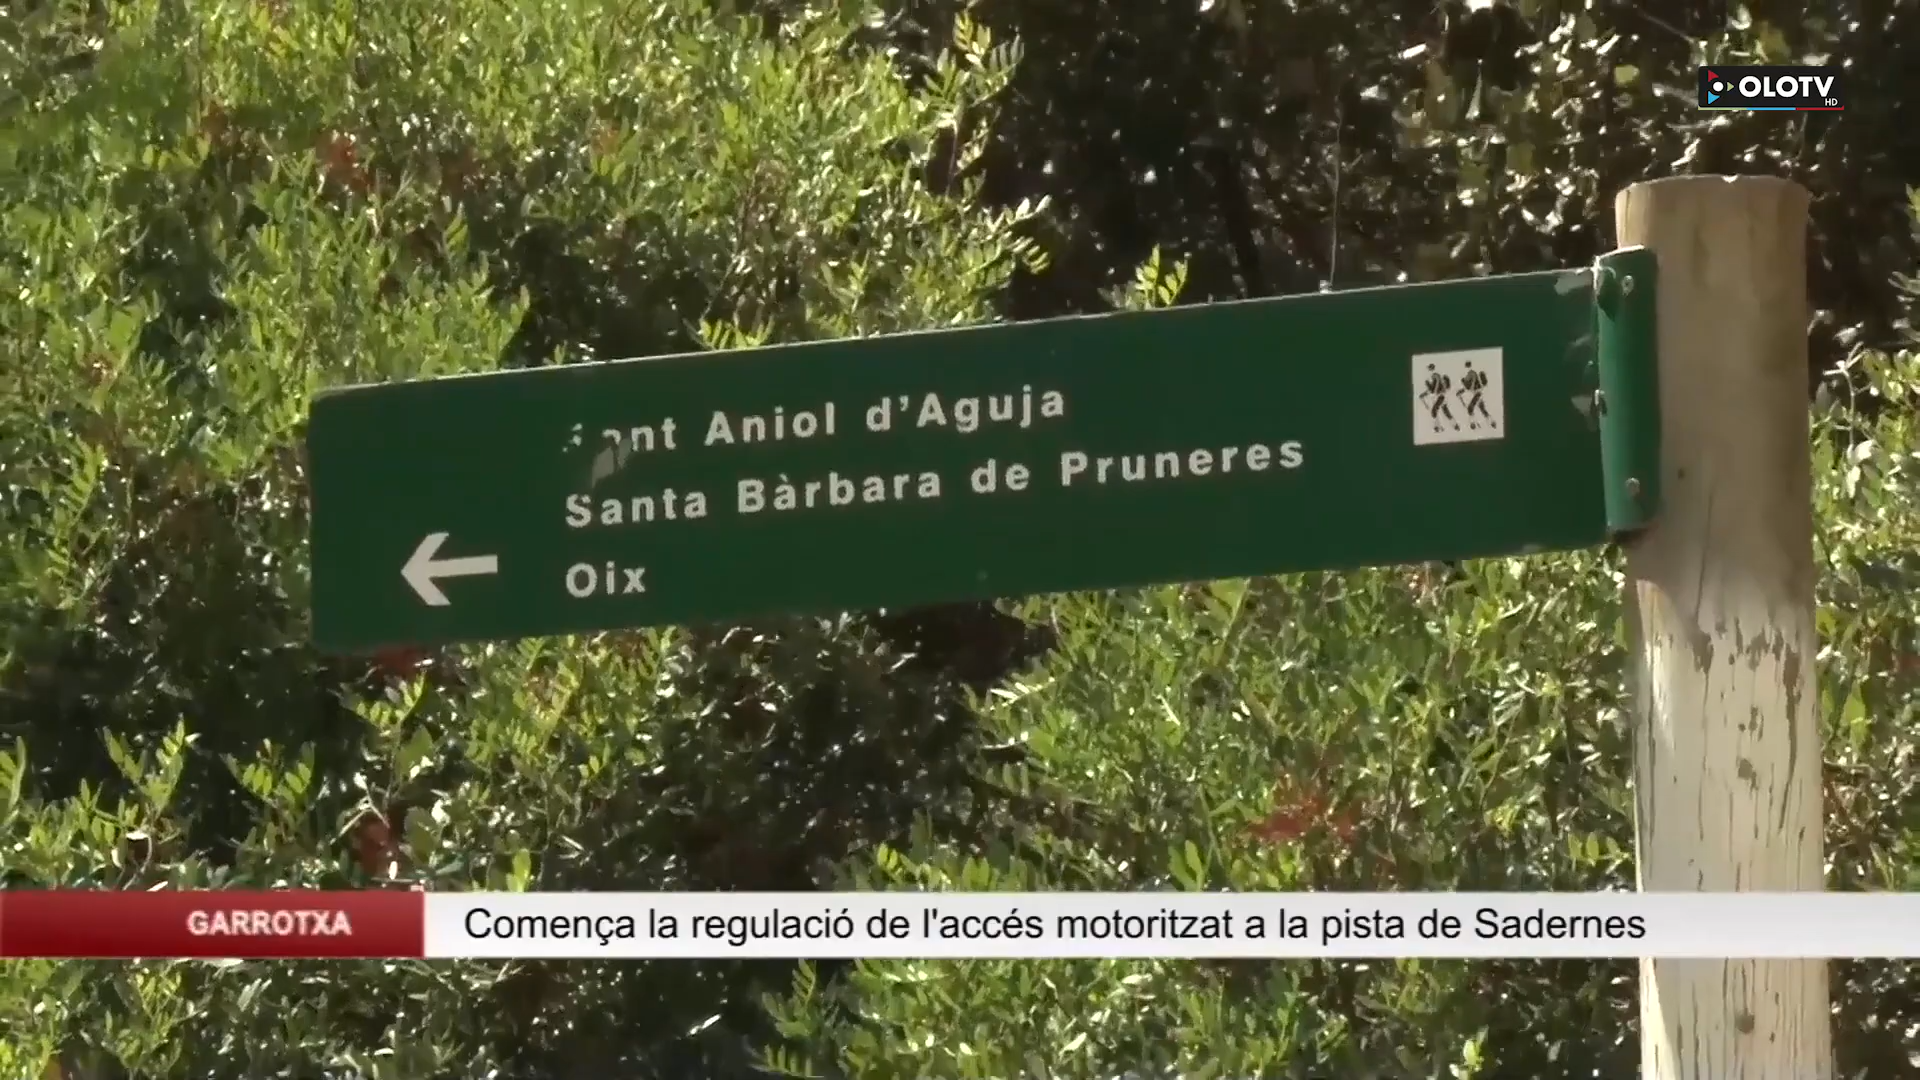 OLOTV
HD
Sant Aniol d'Aguja
Santa Bàrbara de Pruneres
Oix
GARROTXA
Comença la regulació de l'accés motoritzat a la pista de Sadernes